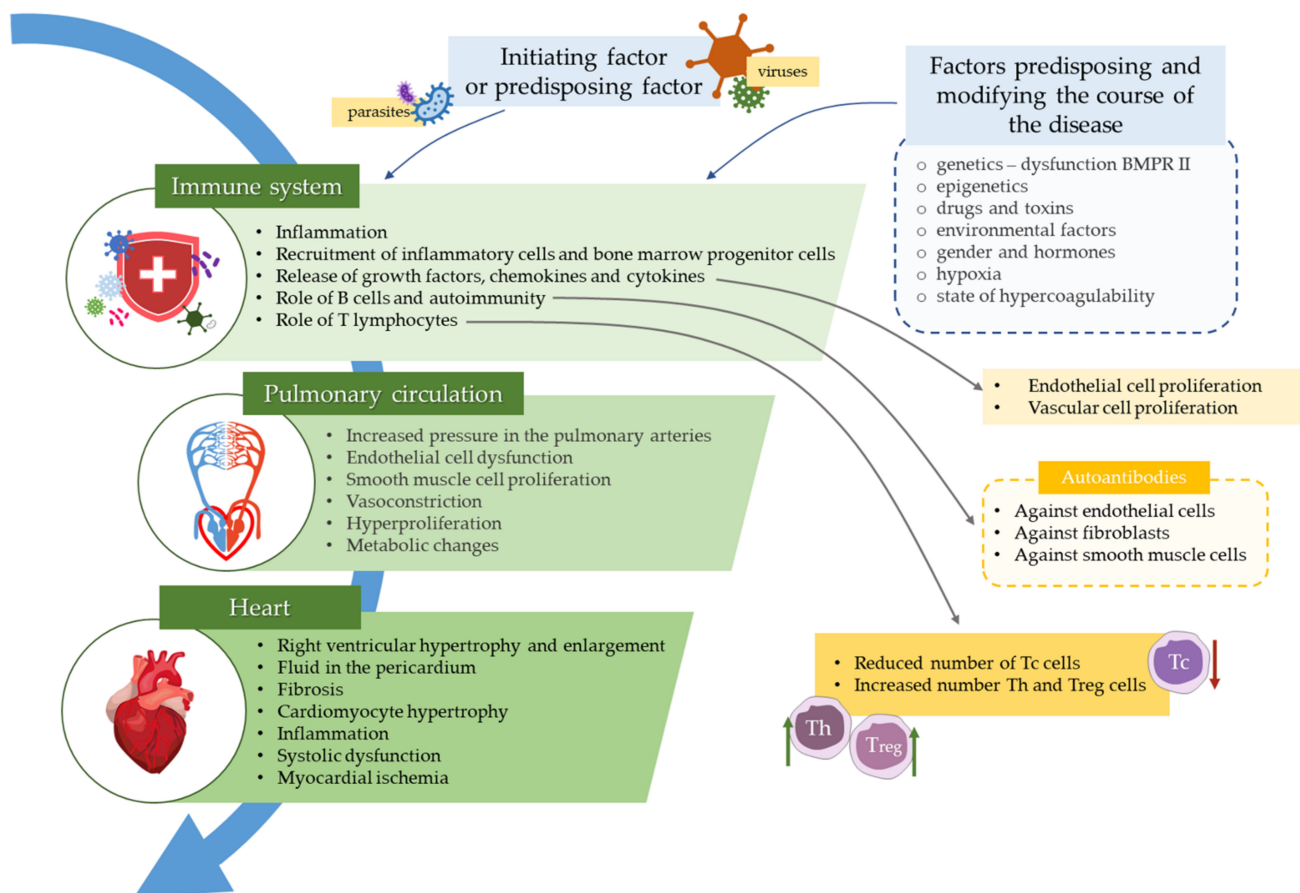 Initiating factor
or predisposing factor
viruses
parasites
Factors predisposing and
modifying the course of
the disease
○ genetics – dysfunction BMPR II
○ epigenetics
○ drugs and toxins
○ environmental factors
○ gender and hormones
○ hypoxia
○ state of hypercoagulability
Immune system
• Inflammation
• Recruitment of inflammatory cells and bone marrow progenitor cells
• Release of growth factors, chemokines and cytokines
• Role of B cells and autoimmunity
• Role of T lymphocytes
• Endothelial cell proliferation
• Vascular cell proliferation
Pulmonary circulation
• Increased pressure in the pulmonary arteries
• Endothelial cell dysfunction
• Smooth muscle cell proliferation
• Vasoconstriction
• Hyperproliferation
• Metabolic changes
Autoantibodies
• Against endothelial cells
• Against fibroblasts
• Against smooth muscle cells
Heart
• Right ventricular hypertrophy and enlargement
• Fluid in the pericardium
• Fibrosis
• Cardiomyocyte hypertrophy
• Inflammation
• Systolic dysfunction
• Myocardial ischemia
• Reduced number of Tc cells
• Increased number Th and Treg cells
Tc
Th
Treg